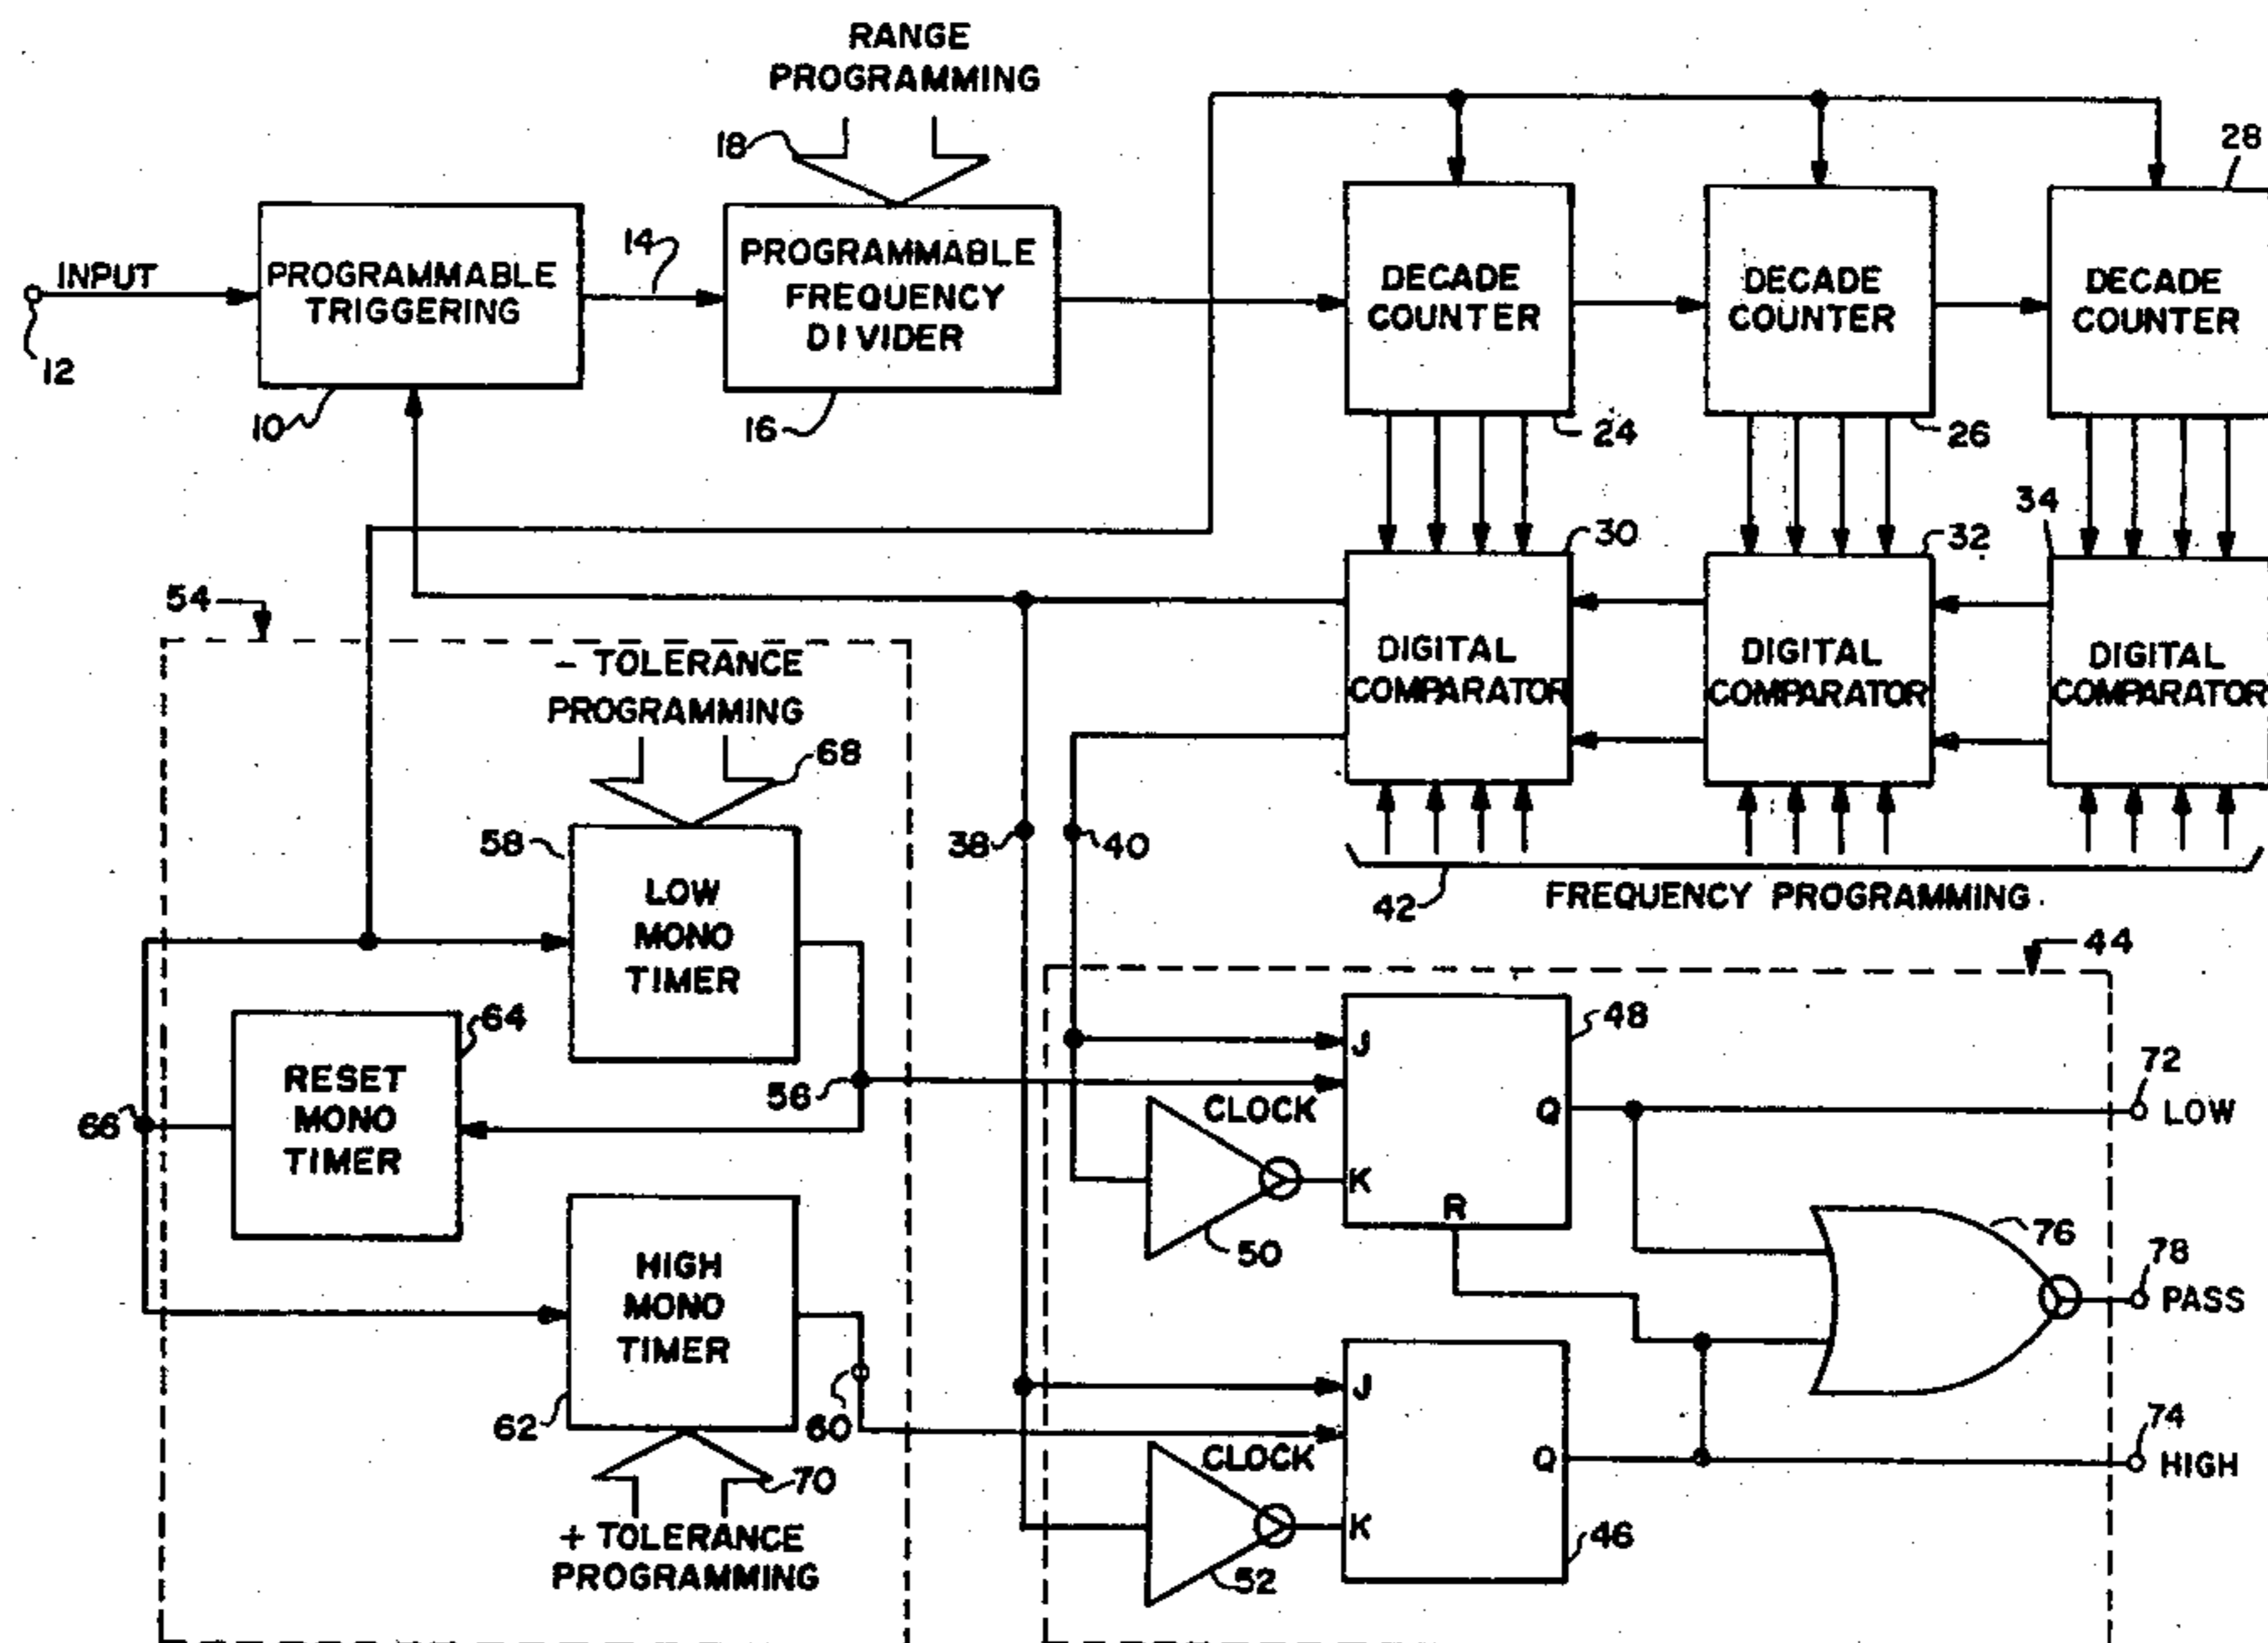 RANGE
PROGRAMMING
18
28
INPUT
12
PROGRAMMABLE
TRIGGERING
10
14
PROGRAMMABLE
FREQUENCY
DIVIDER
16
DECADE
COUNTER
24
DECADE
COUNTER
26
DECADE
COUNTER
30
32
34
DIGITAL
COMPARATOR
DIGITAL
COMPARATOR
DIGITAL
COMPARATOR
38
40
42
FREQUENCY PROGRAMMING
54
- TOLERANCE
PROGRAMMING
68
58
LOW
MONO
TIMER
56
64
RESET
MONO
TIMER
66
HIGH
MONO
TIMER
62
60
70
+ TOLERANCE
PROGRAMMING
44
48
J
CLOCK
K
Q
R
50
72
LOW
76
78
PASS
J
CLOCK
K
Q
46
52
74
HIGH